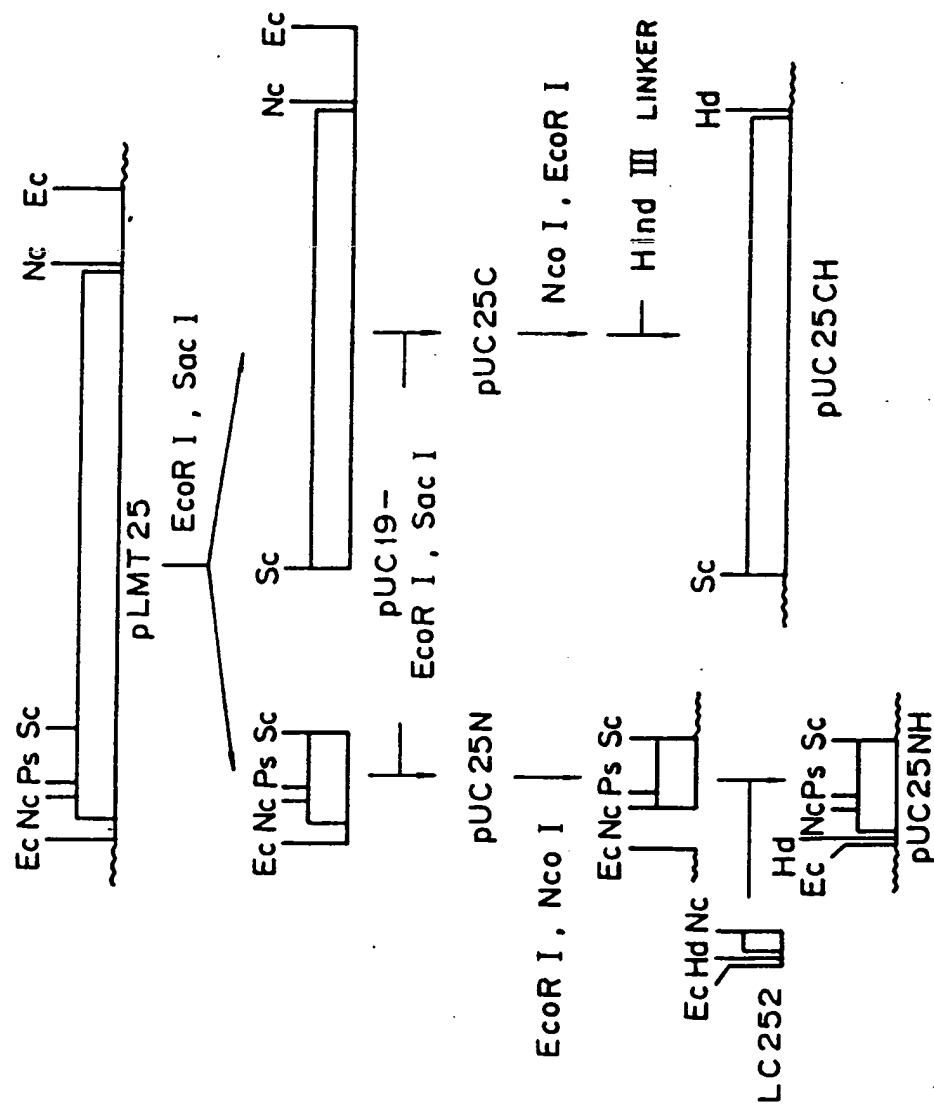 Ec Nc Ps Sc
Nc
Ec
pLMT25
EcoR I , Sac I
Ec Nc Ps Sc
Sc
Nc
Ec
pUC19-
EcoR I , Sac I
pUC25N
pUC25C
EcoR I , Nco I
Nco I , EcoR I
Hind III LINKER
Ec Nc Ps Sc
Ec Hd Nc
LC252
Ec
Hd
Nc Ps
Sc
pUC25NH
Sc
Hd
pUC25CH